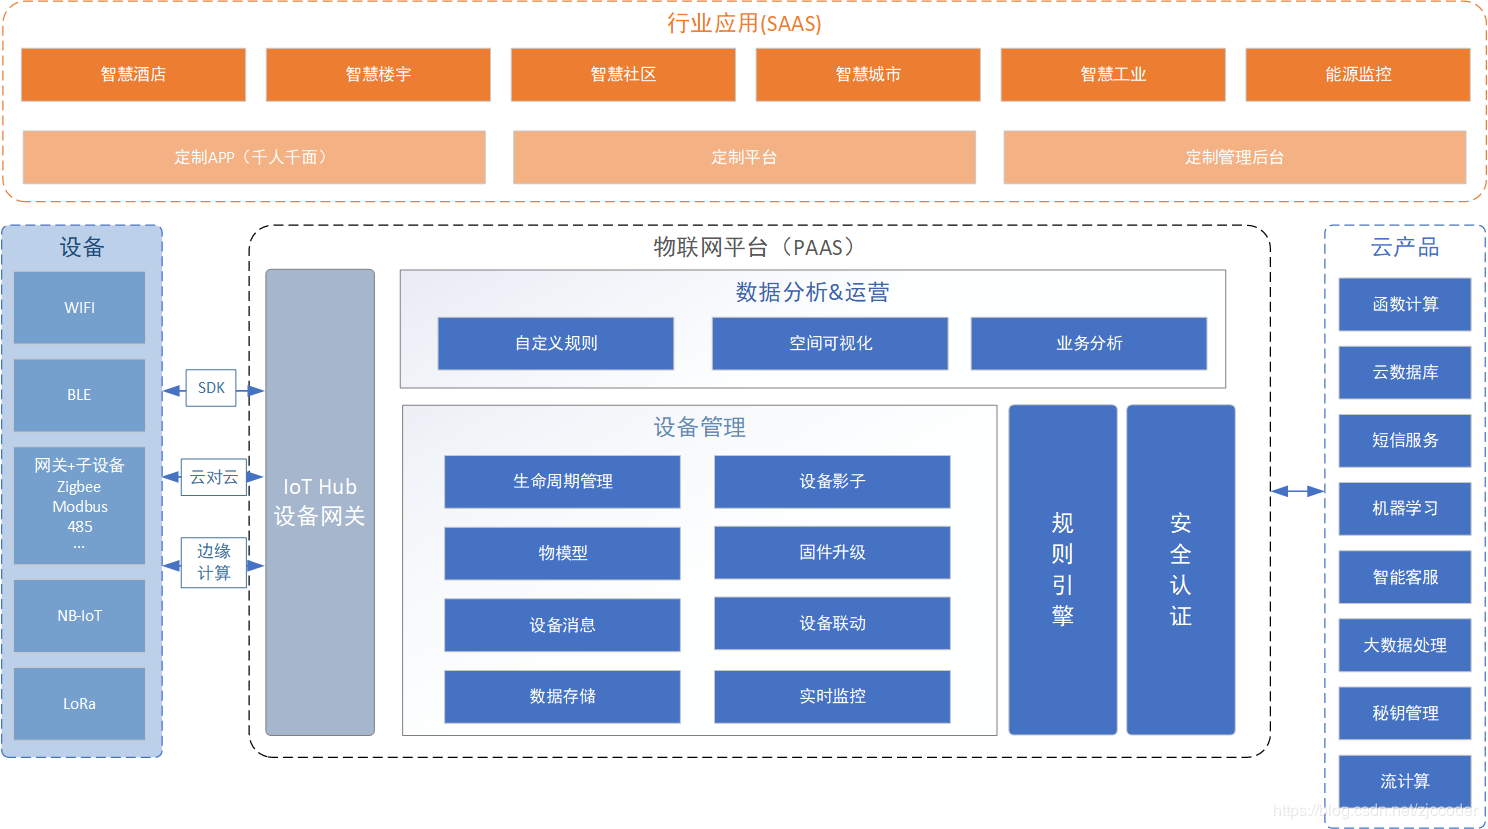 行业应用(SAAS)
智慧酒店
智慧楼宇
智慧社区
智慧城市
智慧工业
能源监控
定制APP（千人千面）
定制平台
定制管理后台
设备
WIFI
BLE
网关+子设备
Zigbee
Modbus
485
...
NB-IoT
LoRa
SDK
云对云
边缘
计算
物联网平台（PAAS）
IoT Hub
设备网关
数据分析&运营
自定义规则
空间可视化
业务分析
设备管理
生命周期管理
设备影子
物模型
固件升级
设备消息
设备联动
数据存储
实时监控
规
则
引
擎
安
全
认
证
云产品
函数计算
云数据库
短信服务
机器学习
智能客服
大数据处理
秘钥管理
流计算
https://blog.csdn.net/zjccoder